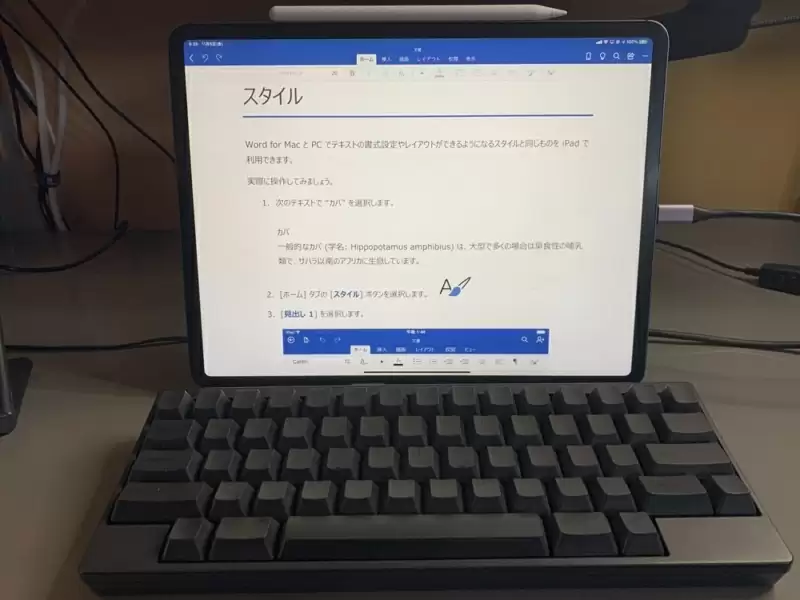 文書
ホーム 挿入 描画 レイアウト 校閲 表示
スタイル
Word for Mac と PC でテキストの書式設定やレイアウトができるようになるスタイルと同じものを iPad で
利用できます。
実際に操作してみましょう。
1. 次のテキストで "カバ" を選択します。
カバ
一般的なカバ (学名: Hippopotamus amphibius) は、大型で多くの場合は草食性の哺乳
類で、サハラ以南のアフリカに生息しています。
2. [ホーム] タブの [スタイル] ボタンを選択します。
3. [見出し 1] を選択します。
iPad
文書
ホーム 挿入 描画 レイアウト 校閲 ビュー